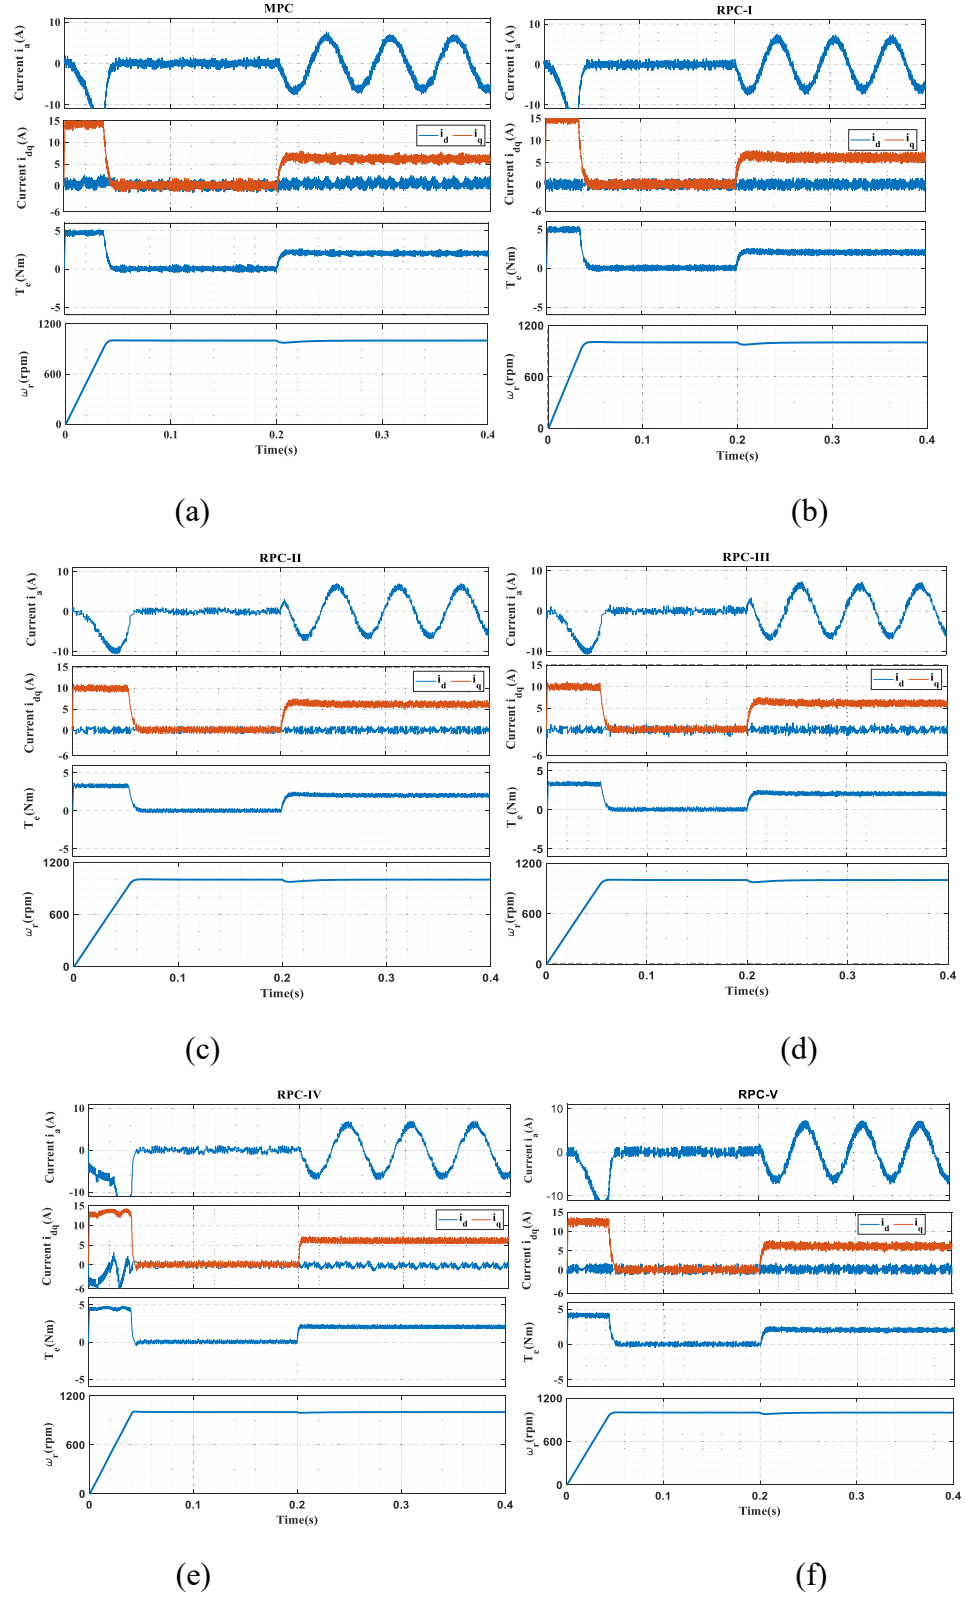 MPC
Current i_a(A)
10
0
-10
Current i_dq(A)
15
10
5
0
-6
i_d i_q
T_e(Nm)
5
0
-5
ω_r(rpm)
1200
600
0
0 0.1 0.2 0.3 0.4
Time(s)
(a)
RPC-I
Current i_a(A)
10
0
-10
Current i_dq(A)
15
10
5
0
-6
i_d i_q
T_e(Nm)
5
0
-5
ω_r(rpm)
1200
600
0
0 0.1 0.2 0.3 0.4
Time(s)
(b)
RPC-II
Current i_a(A)
10
0
-10
Current i_dq(A)
15
10
5
0
-6
i_d i_q
T_e(Nm)
5
0
-5
ω_r(rpm)
1200
600
0
0 0.1 0.2 0.3 0.4
Time(s)
(c)
RPC-III
Current i_a(A)
10
0
-10
Current i_dq(A)
15
10
5
0
-6
i_d i_q
T_e(Nm)
5
0
-5
ω_r(rpm)
1200
600
0
0 0.1 0.2 0.3 0.4
Time(s)
(d)
RPC-IV
Current i_a(A)
10
0
-10
Current i_dq(A)
15
10
5
0
-6
i_d i_q
T_e(Nm)
5
0
-5
ω_r(rpm)
1200
600
0
0 0.1 0.2 0.3 0.4
Time(s)
(e)
RPC-V
Current i_a(A)
10
0
-10
Current i_dq(A)
15
10
5
0
-6
i_d i_q
T_e(Nm)
5
0
-5
ω_r(rpm)
1200
600
0
0 0.1 0.2 0.3 0.4
Time(s)
(f)